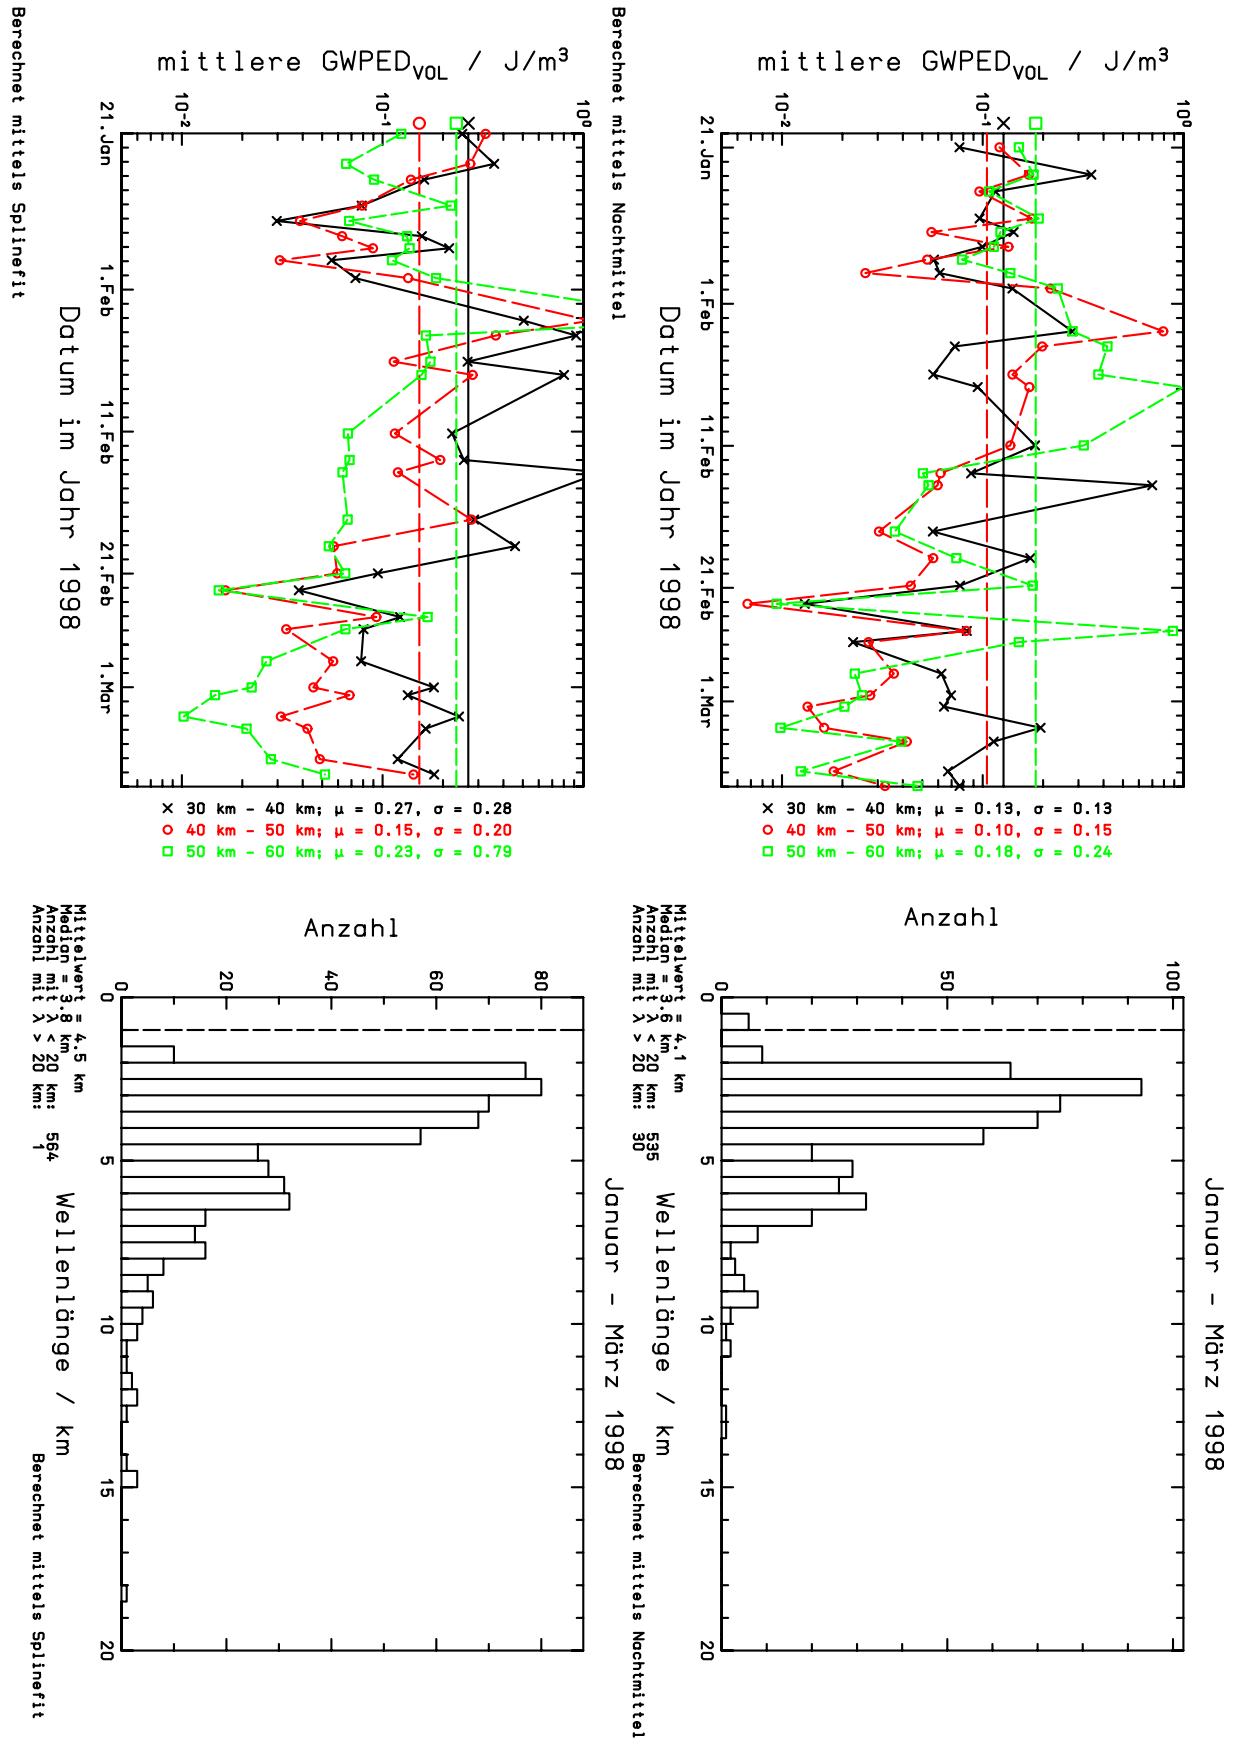 mittlere GWPED_VOL / J/m³
10⁻² 10⁻¹ 10⁰
21.Jan 1.Feb 11.Feb 21.Feb 1.Mar
Datum im Jahr 1998
Berechnet mittels Nachtmittel
× 30 km - 40 km; μ = 0.13, σ = 0.13
○ 40 km - 50 km; μ = 0.10, σ = 0.15
□ 50 km - 60 km; μ = 0.18, σ = 0.24
Januar - März 1998
Anzahl
0 50 100
0 5 10 15 20
Wellenlänge / km
Mittelwert = 4.1 km
Median = 3.6 km
Anzahl mit λ < 20 km: 535
Anzahl mit λ > 20 km: 30
Berechnet mittels Nachtmittel
mittlere GWPED_VOL / J/m³
10⁻² 10⁻¹ 10⁰
21.Jan 1.Feb 11.Feb 21.Feb 1.Mar
Datum im Jahr 1998
Berechnet mittels Splinefit
× 30 km - 40 km; μ = 0.27, σ = 0.28
○ 40 km - 50 km; μ = 0.15, σ = 0.20
□ 50 km - 60 km; μ = 0.23, σ = 0.79
Januar - März 1998
Anzahl
0 20 40 60 80
0 5 10 15 20
Wellenlänge / km
Mittelwert = 4.5 km
Median = 3.8 km
Anzahl mit λ < 20 km: 564
Anzahl mit λ > 20 km: 1
Berechnet mittels Splinefit